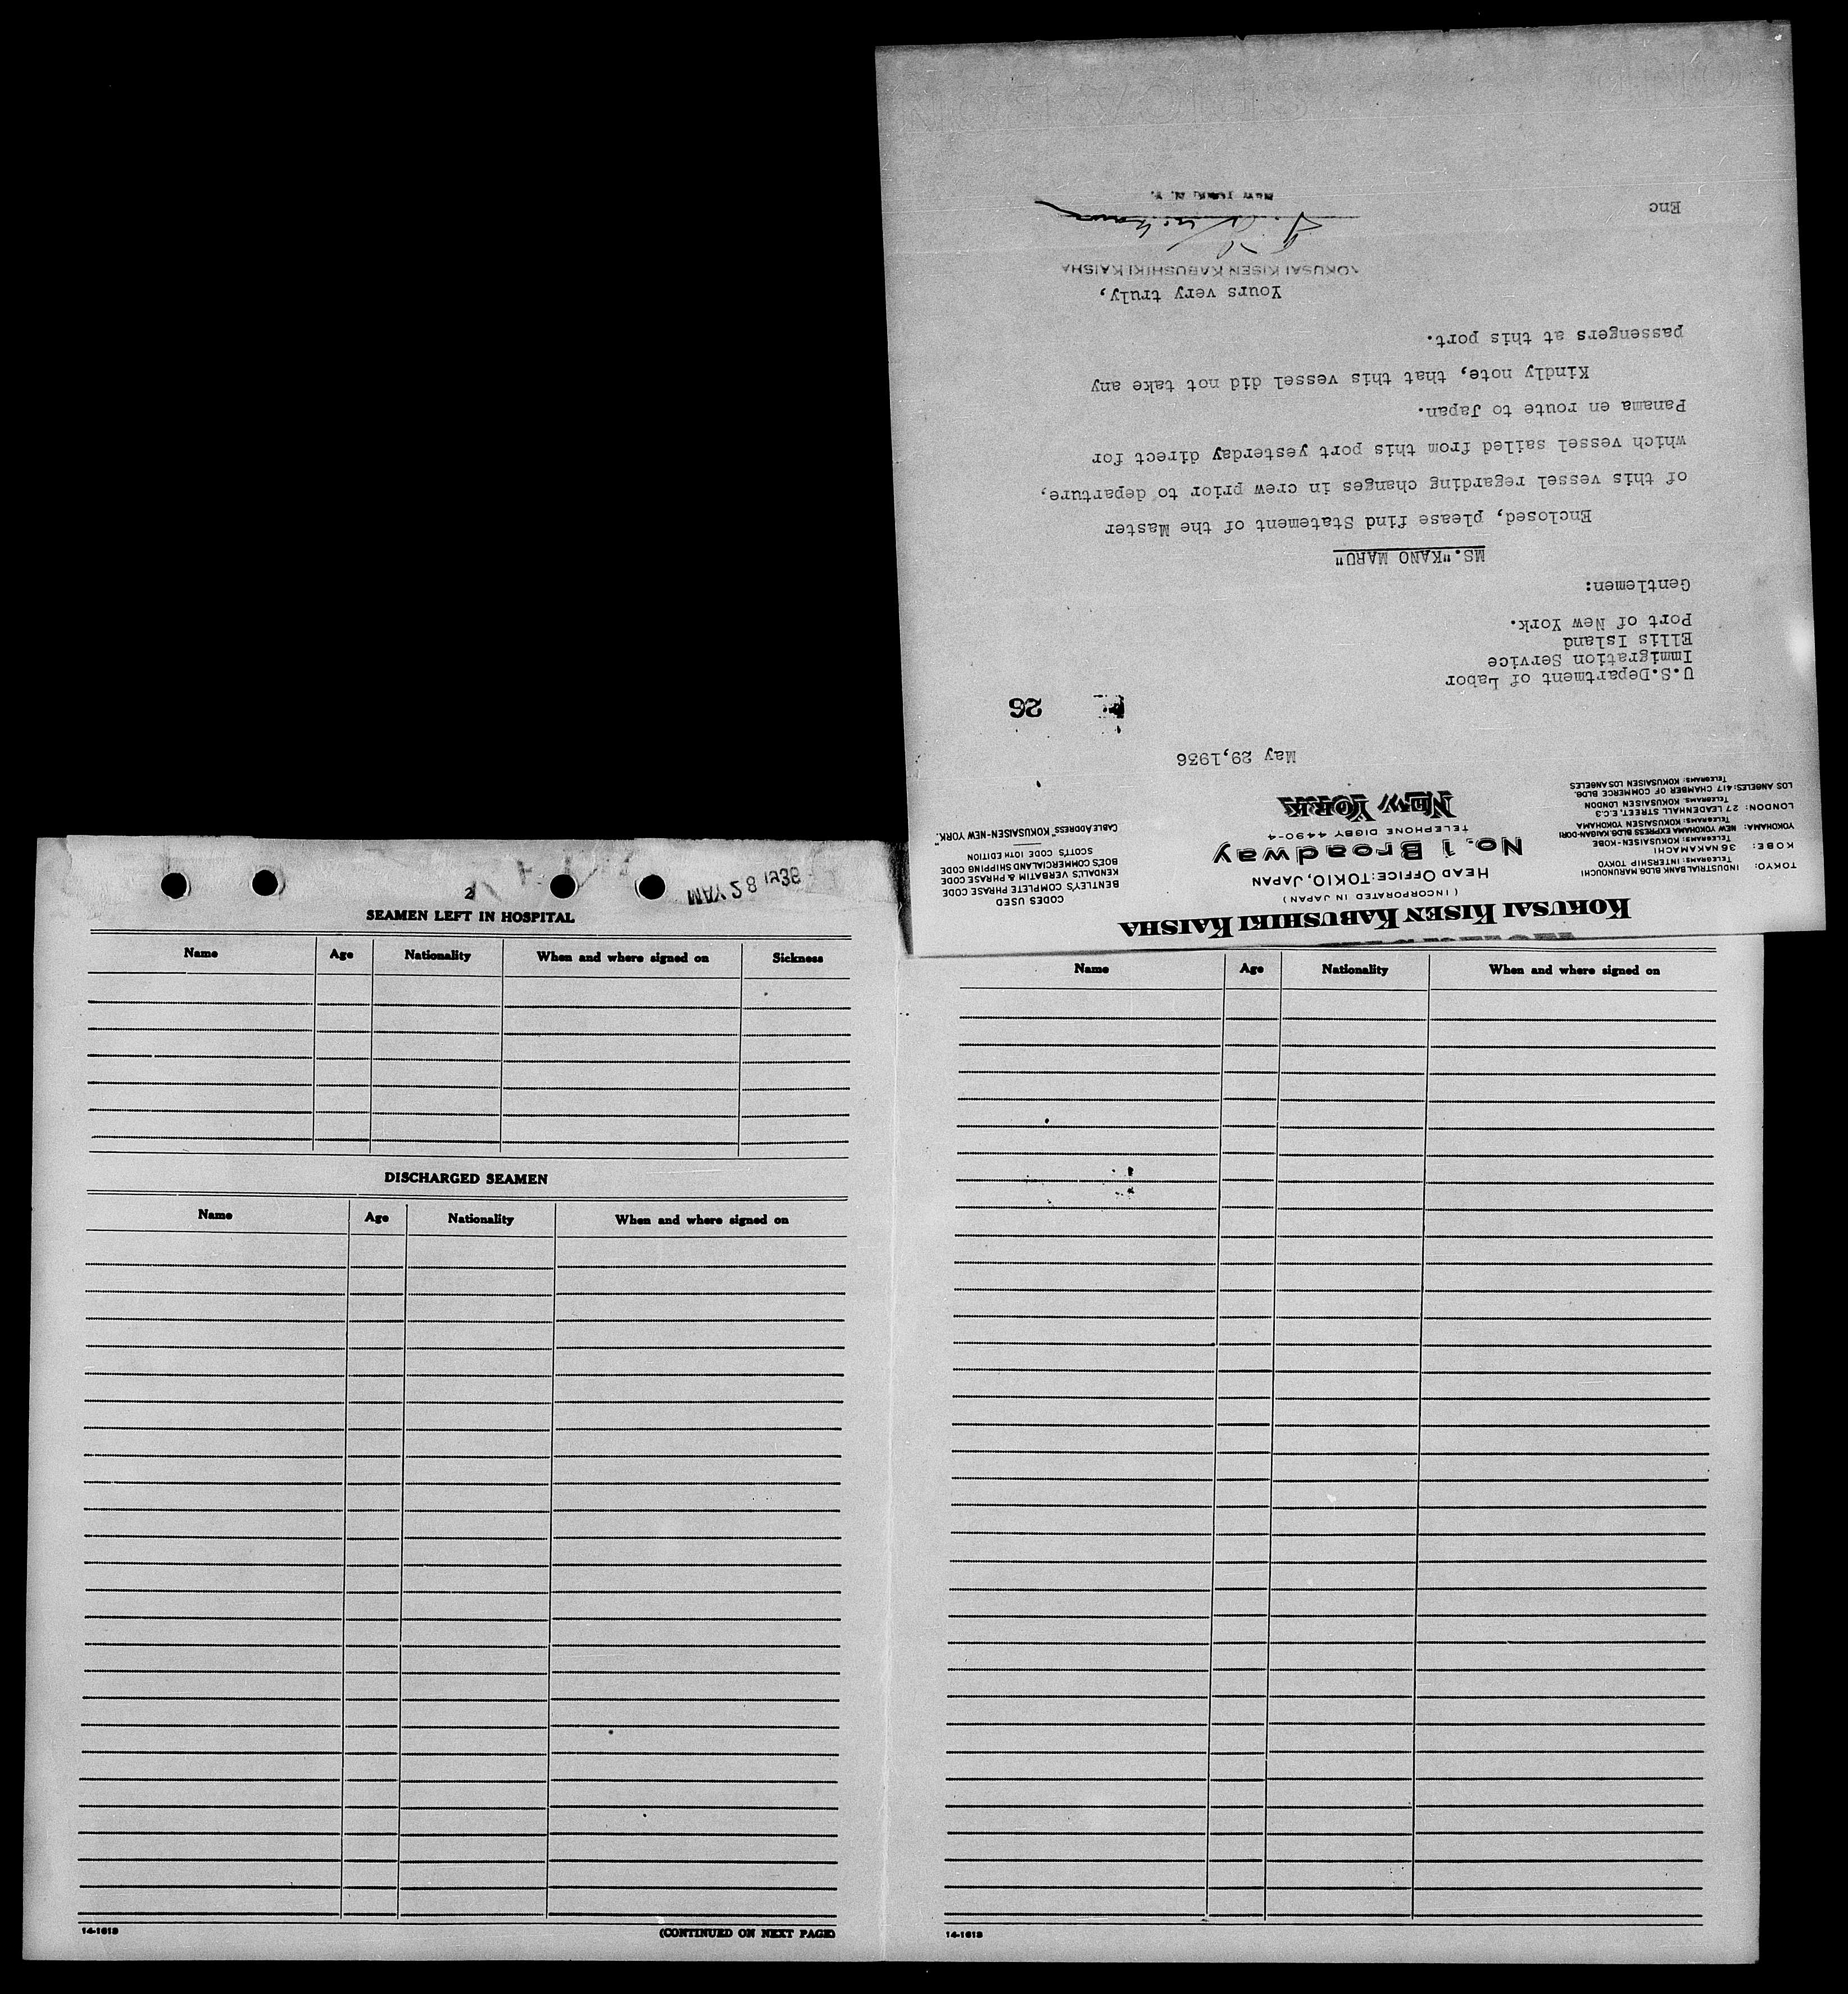 KOKUSAI KISEN KABUSHIKI KAISHA
(INCORPORATED IN JAPAN)
HEAD OFFICE: TOKIO, JAPAN
No. 1 Broadway
TELEPHONE DIGBY 4490-4
NEW YORK
TOKYO: INDUSTRIAL BANK BLDG. MARUNOUCHI
TELEGRAMS: INTERSHIP TOKYO
KOBE: 36 NAKAMACHI
TELEGRAMS: KOKUSAISEN-KOBE
YOKOHAMA: NEW YOKOHAMA EXPRESS BLDG. KAIGAN-DORI
TELEGRAMS: KOKUSAISEN YOKOHAMA
LONDON: 27 LEADENHALL STREET, E.C.3
TELEGRAMS: KOKUSAISEN LONDON
LOS ANGELES: 417 CHAMBER OF COMMERCE BLDG.
TELEGRAMS: KOKUSAISEN LOS ANGELES
CODES USED
BENTLEY'S COMPLETE PHRASE CODE
KENDALL'S VERBATIM & PHRASE CODE
BOE'S COMMERCIAL AND SHIPPING CODE
SCOTT'S CODE 10TH EDITION
CABLE ADDRESS "KOKUSAISEN-NEW YORK."
May 29,1936
26
U.S.Department of Labor
Immigration Service
Ellis Island
Port of New York.
Gentlemen:
MS."KANO MARU"
Enclosed, please find Statement of the Master
of this vessel regarding changes in crew prior to departure,
which vessel sailed from this port yesterday direct for
Panama en route to Japan.
Kindly note, that this vessel did not take any
passengers at this port.
Yours very truly,
KOKUSAI KISEN KABUSHIKI KAISHA
NEW YORK, N. Y.
Enc
2
MAY 28 1936
SEAMEN LEFT IN HOSPITAL
Name Age Nationality When and where signed on Sickness
DISCHARGED SEAMEN
Name Age Nationality When and where signed on
14-1613
(CONTINUED ON NEXT PAGE)
Name Age Nationality When and where signed on
14-1613